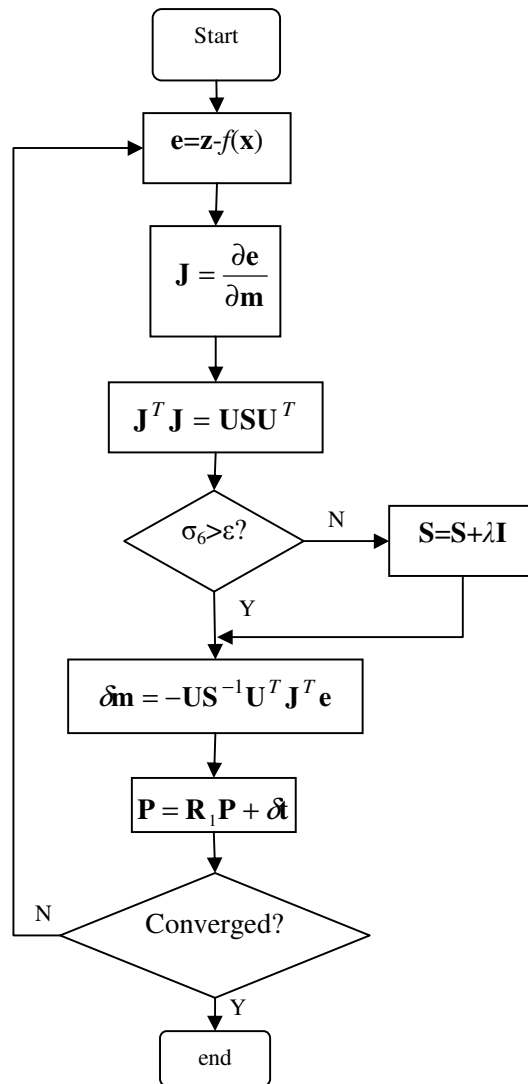 Start
e=z-f(x)
J = ∂e/∂m
J^T J = USU^T
σ₆>ε?
N
S=S+λI
Y
δm = −US^−1 U^T J^T e
P = R₁P + δt
N
Converged?
Y
end